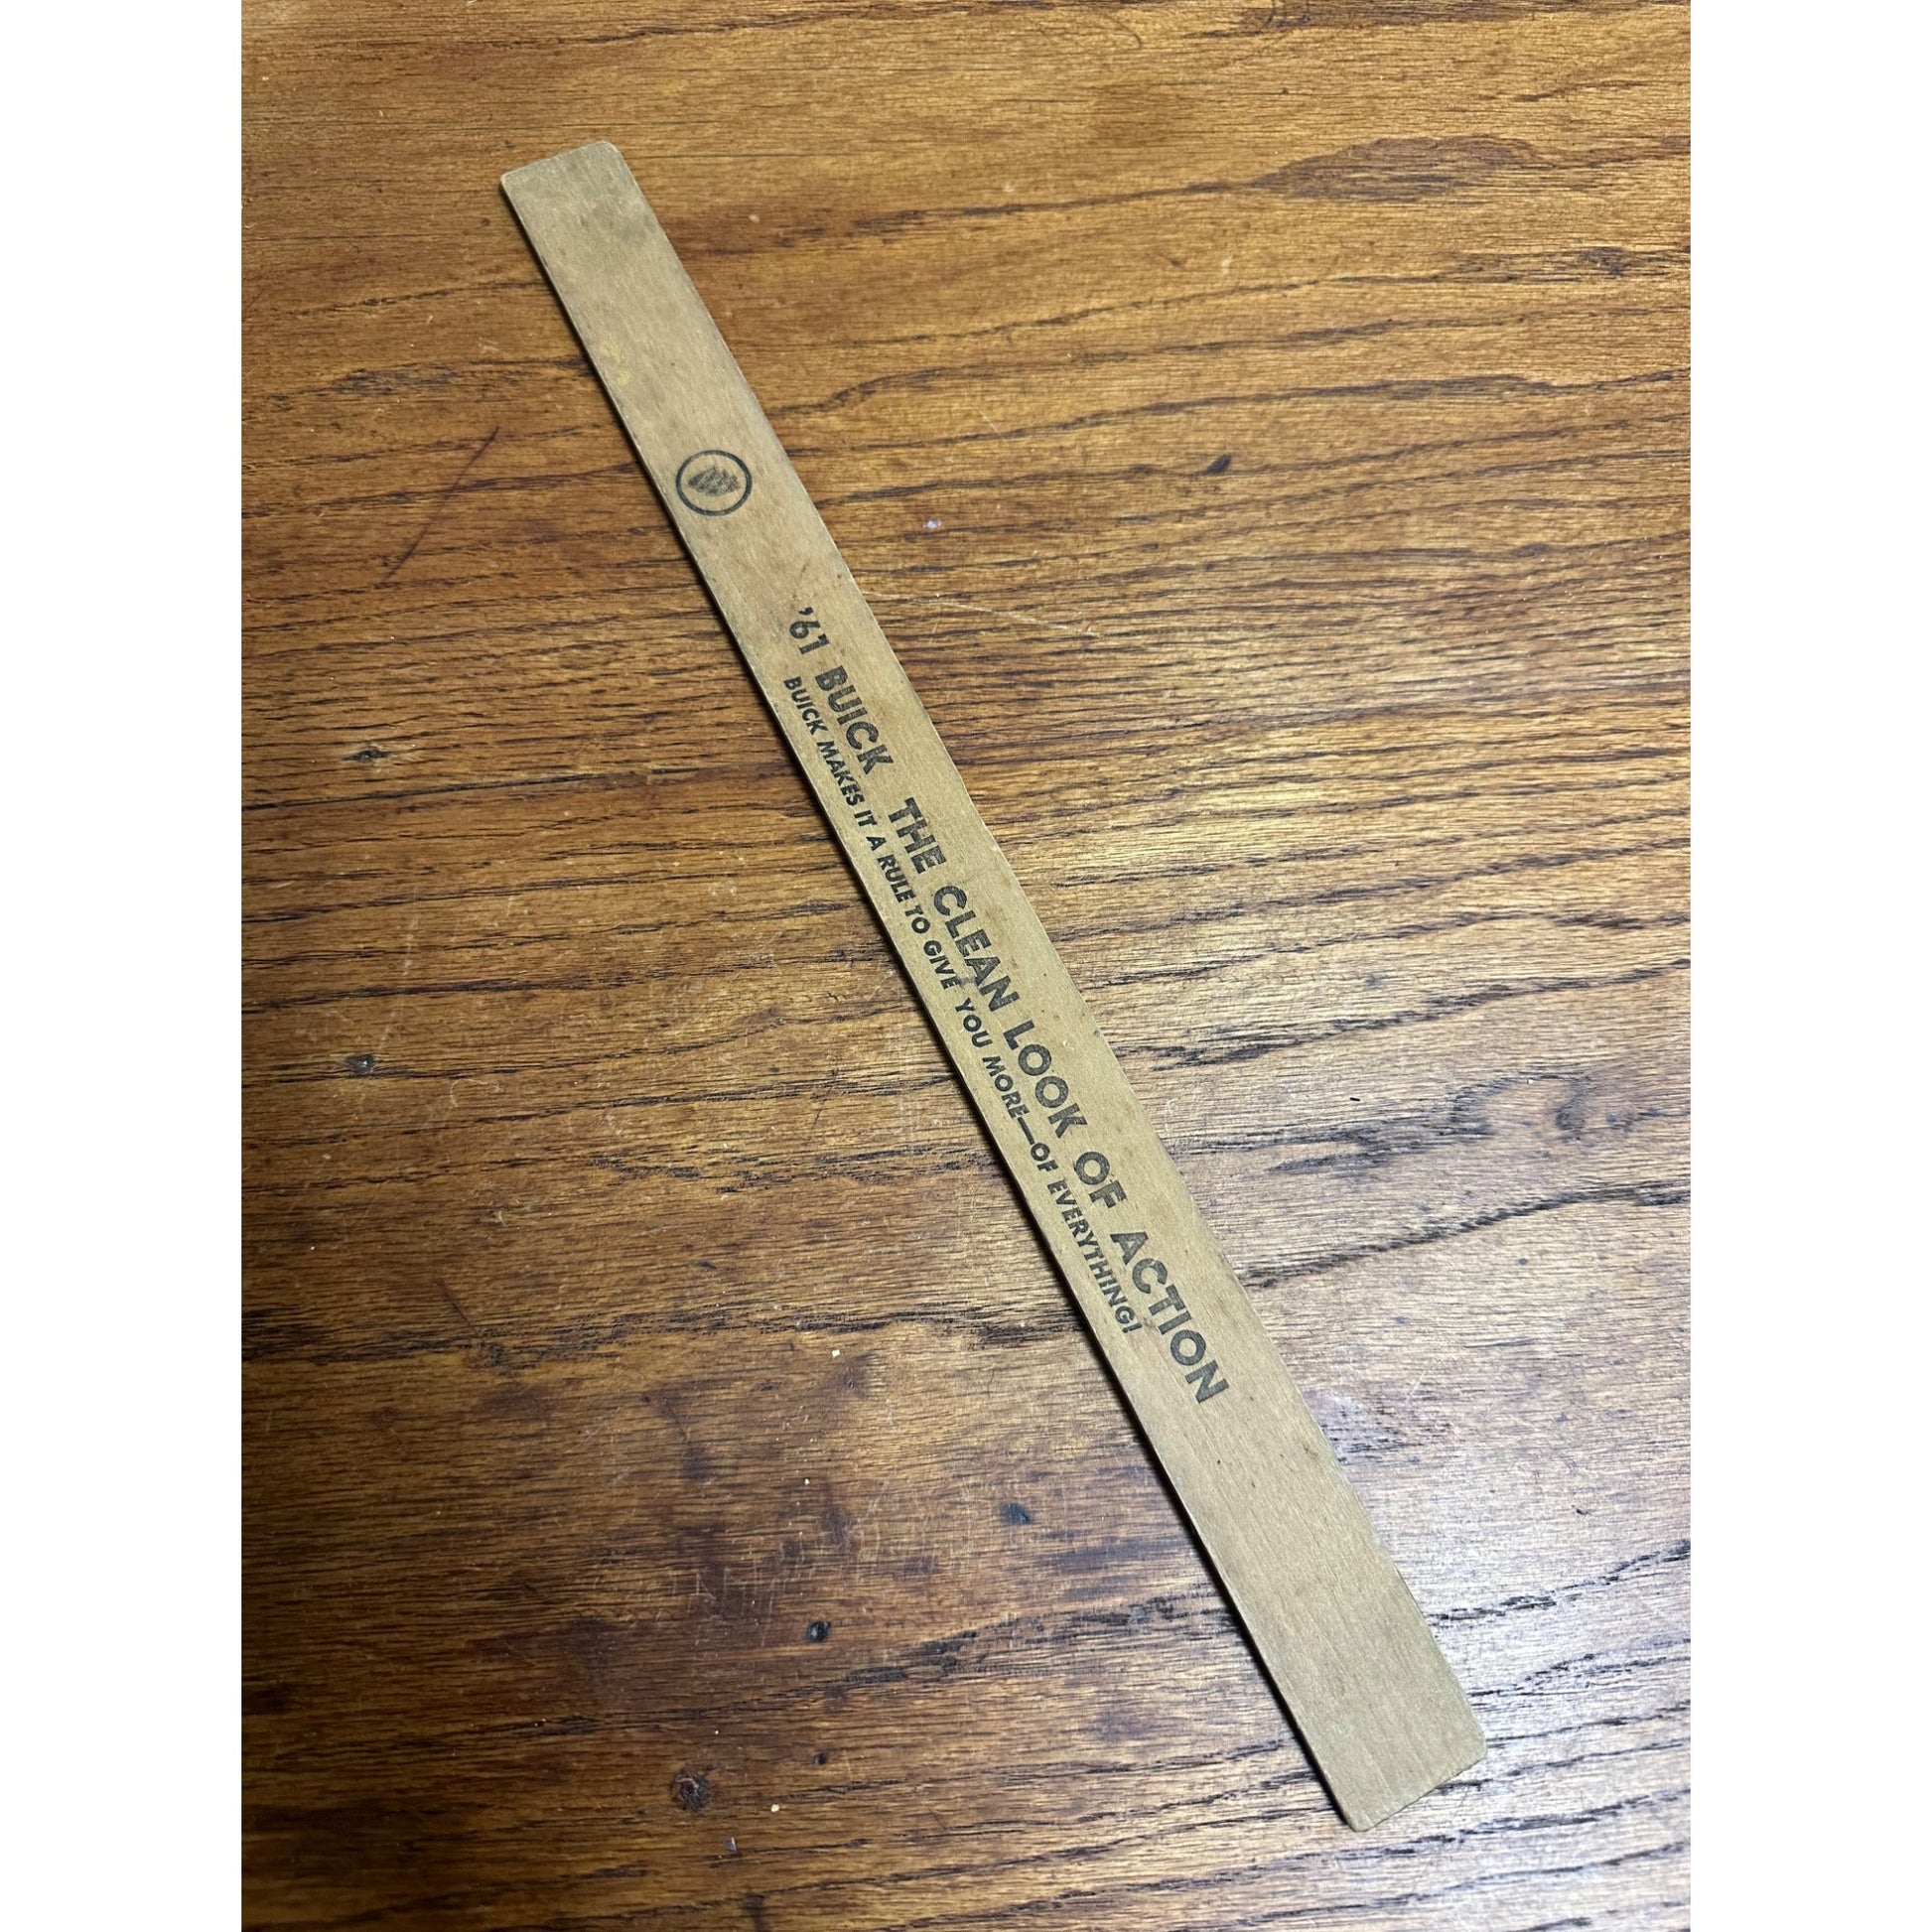 '61 BUICK THE CLEAN LOOK OF ACTION
BUICK MAKES IT A RULE TO GIVE YOU MORE—OF EVERYTHING!